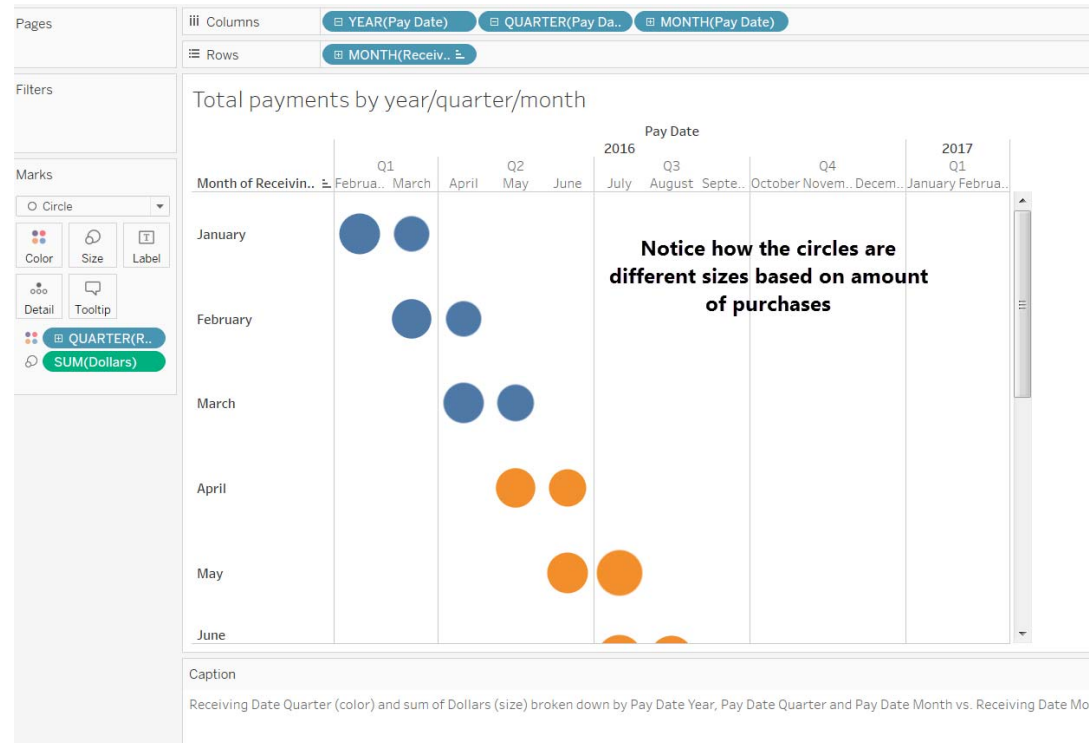 Pages
Columns
YEAR(Pay Date)
QUARTER(Pay Da..
MONTH(Pay Date)
Rows
MONTH(Receiv..
Filters
Marks
Circle
Color
Size
Label
Detail
Tooltip
QUARTER(R..
SUM(Dollars)
Total payments by year/quarter/month
Pay Date
2016
2017
Q1
Q2
Q3
Q4
Q1
Month of Receivin..
Februa..
March
April
May
June
July
August
Septe..
October
Novem..
Decem..
January
Februa..
January
February
March
April
May
June
Notice how the circles are
different sizes based on amount
of purchases
Caption
Receiving Date Quarter (color) and sum of Dollars (size) broken down by Pay Date Year, Pay Date Quarter and Pay Date Month vs. Receiving Date Mo